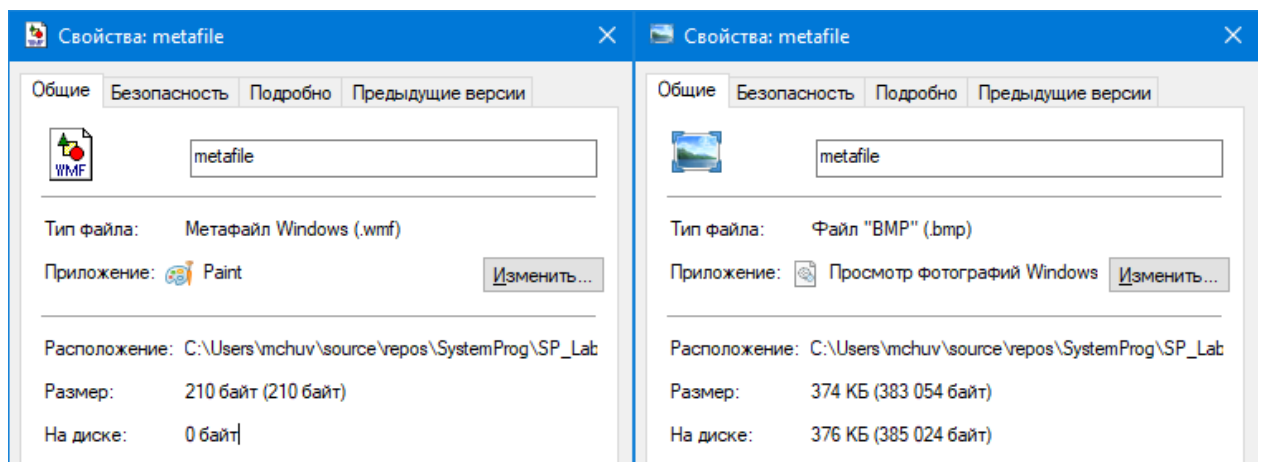 Свойства: metafile
Общие Безопасность Подробно Предыдущие версии
WMF
metafile
Тип файла: Метафайл Windows (.wmf)
Приложение: Paint Изменить...
Расположение: C:\Users\mchuv\source\repos\SystemProg\SP_Lab
Размер: 210 байт (210 байт)
На диске: 0 байт
Свойства: metafile
Общие Безопасность Подробно Предыдущие версии
metafile
Тип файла: Файл "BMP" (.bmp)
Приложение: Просмотр фотографий Windows Изменить...
Расположение: C:\Users\mchuv\source\repos\SystemProg\SP_Lab
Размер: 374 КБ (383 054 байт)
На диске: 376 КБ (385 024 байт)